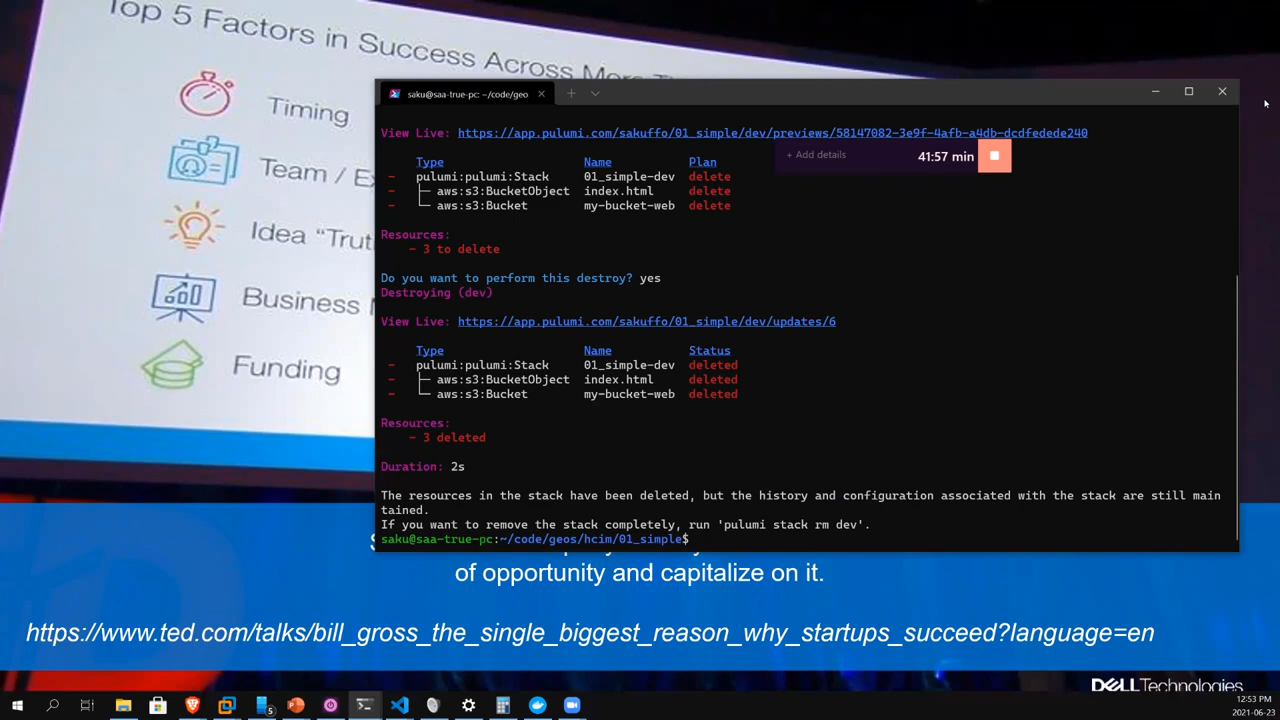 Top 5 Factors in Success Across More
Timing
Team /
Idea "Truth
Business
Funding
saku@saa-true-pc: ~/code/geo
View Live: https://app.pulumi.com/sakuffo/01_simple/dev/previews/58147082-3e9f-4afb-a4db-dcdfedede240
+ Add details
41:57 min
Type Name Plan
- pulumi:pulumi:Stack 01_simple-dev delete
- ├─ aws:s3:BucketObject index.html delete
- └─ aws:s3:Bucket my-bucket-web delete
Resources:
- 3 to delete
Do you want to perform this destroy? yes
Destroying (dev)
View Live: https://app.pulumi.com/sakuffo/01_simple/dev/updates/6
Type Name Status
- pulumi:pulumi:Stack 01_simple-dev deleted
- ├─ aws:s3:BucketObject index.html deleted
- └─ aws:s3:Bucket my-bucket-web deleted
Resources:
- 3 deleted
Duration: 2s
The resources in the stack have been deleted, but the history and configuration associated with the stack are still main
tained.
If you want to remove the stack completely, run 'pulumi stack rm dev'.
saku@saa-true-pc:~/code/geos/hcim/01_simple$
of opportunity and capitalize on it.
https://www.ted.com/talks/bill_gross_the_single_biggest_reason_why_startups_succeed?language=en
DELLTechnologies
5
12:53 PM
2021-06-23